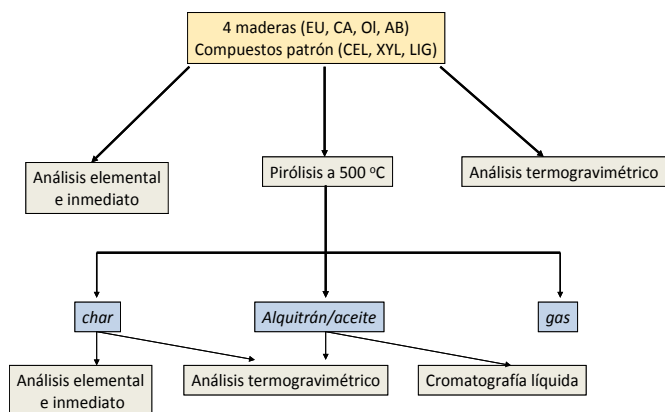 4 maderas (EU, CA, Ol, AB)
Compuestos patrón (CEL, XYL, LIG)
Análisis elemental
e inmediato
Pirólisis a 500 ºC
Análisis termogravimétrico
char
Alquitrán/aceite
gas
Análisis elemental
e inmediato
Análisis termogravimétrico
Cromatografía líquida